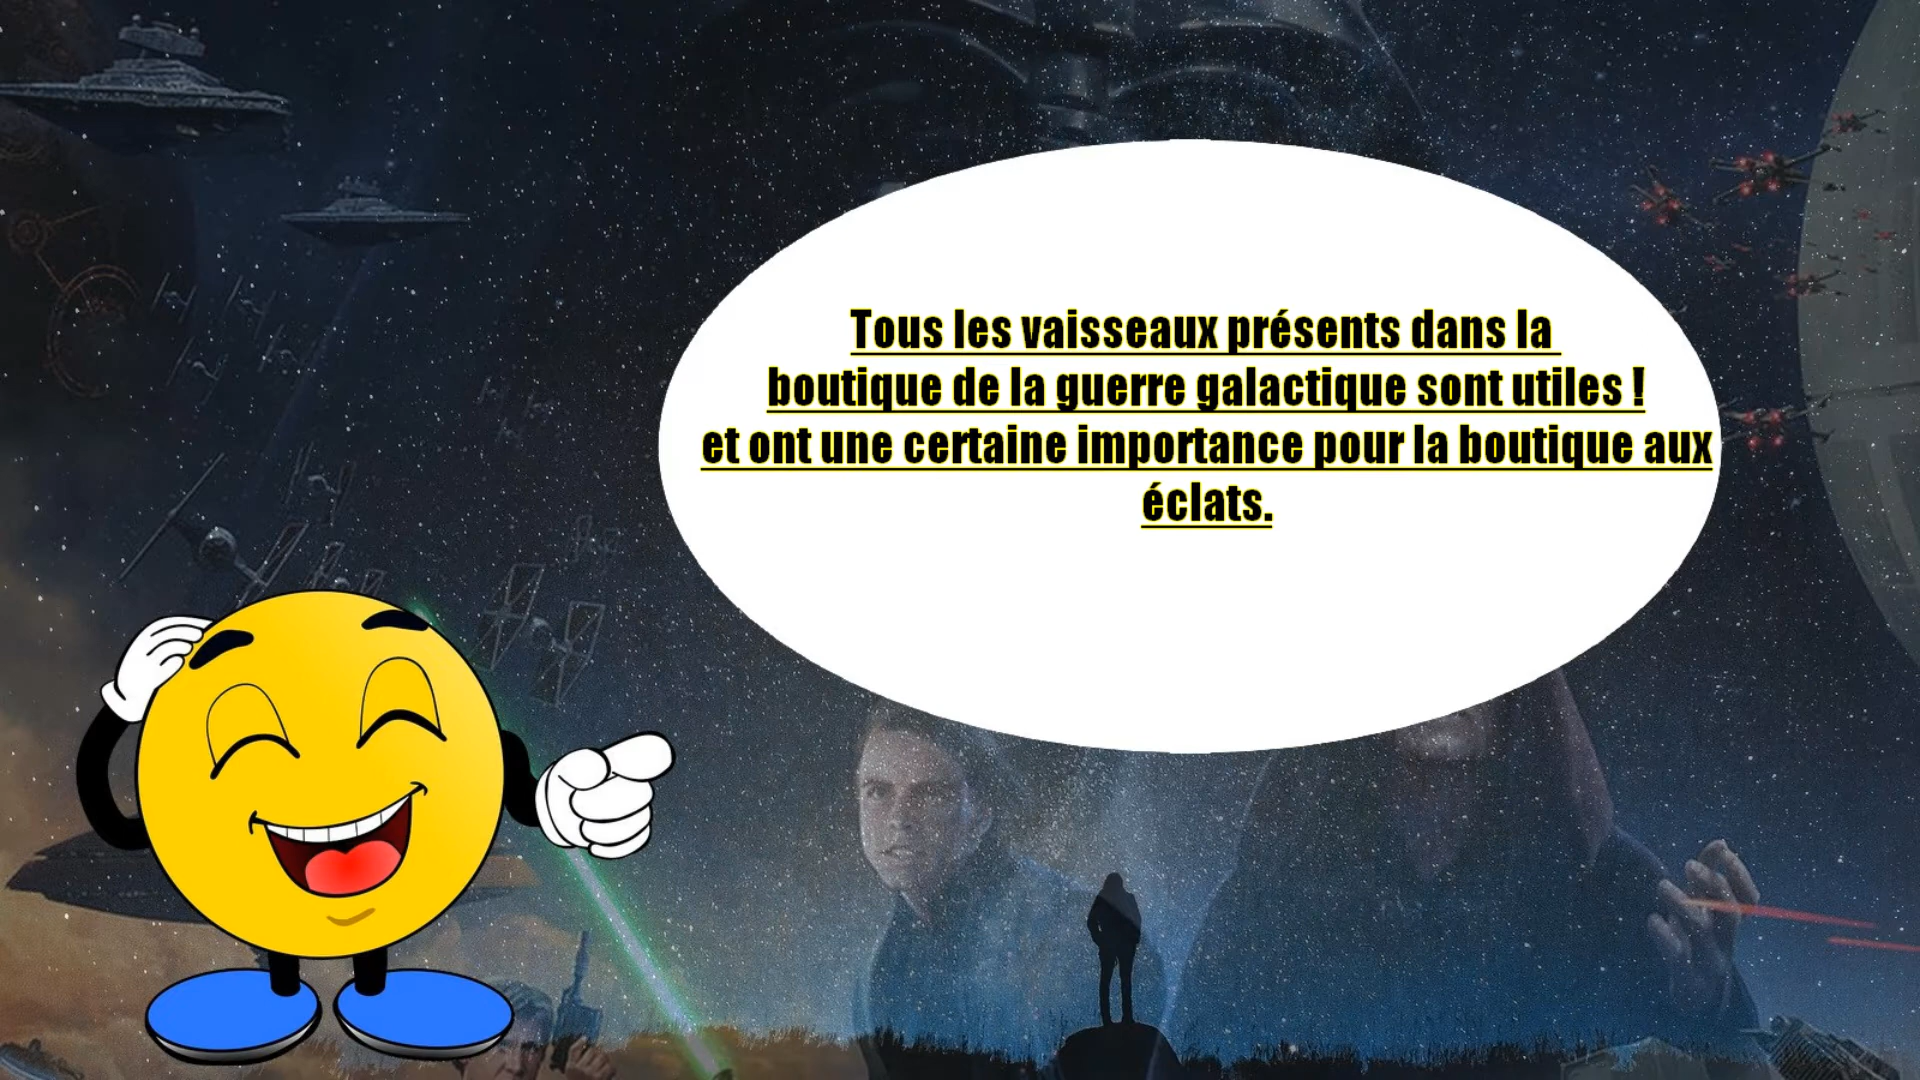 Tous les vaisseaux présents dans la
boutique de la guerre galactique sont utiles !
et ont une certaine importance pour la boutique aux
éclats.